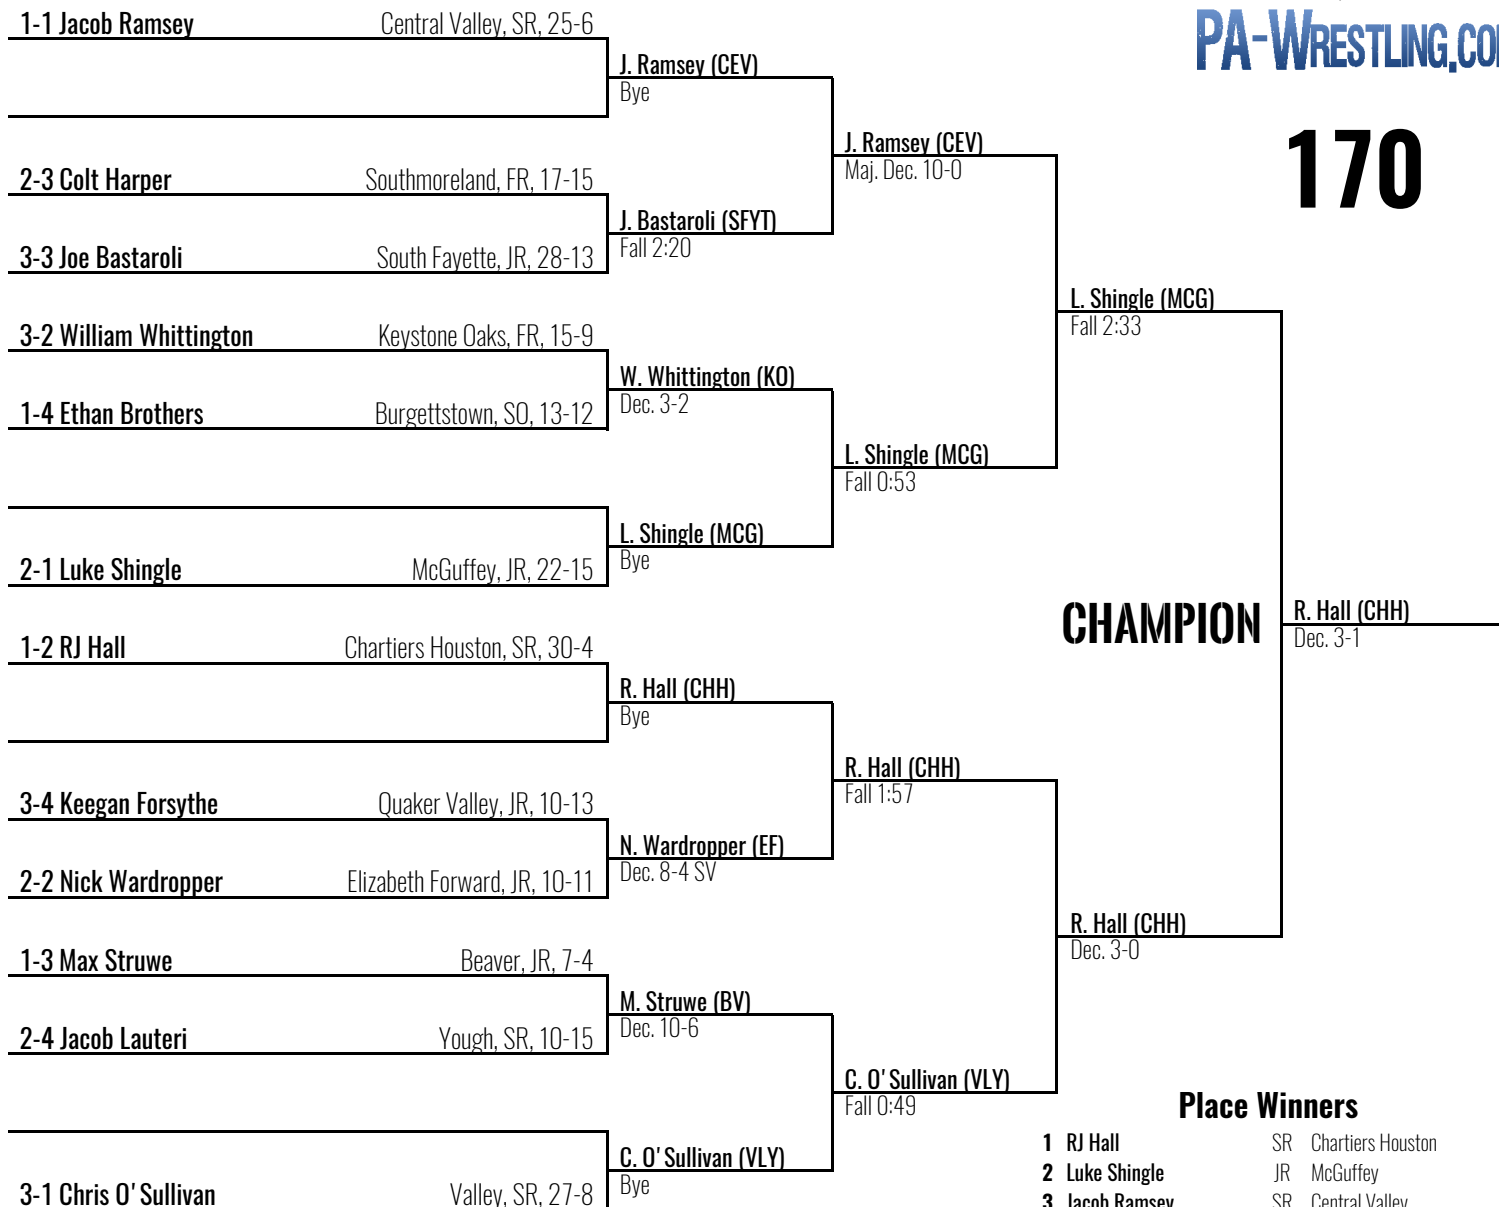 1-1 Jacob Ramsey Central Valley, SR, 25-6
PA-WRESTLING.CO
J. Ramsey (CEV)
Bye
170
J. Ramsey (CEV)
Maj. Dec. 10-0
2-3 Colt Harper Southmoreland, FR, 17-15
J. Bastaroli (SFYT)
Fall 2:20
3-3 Joe Bastaroli South Fayette, JR, 28-13
L. Shingle (MCG)
Fall 2:33
3-2 William Whittington Keystone Oaks, FR, 15-9
W. Whittington (KO)
Dec. 3-2
1-4 Ethan Brothers Burgettstown, SO, 13-12
L. Shingle (MCG)
Fall 0:53
L. Shingle (MCG)
Bye
2-1 Luke Shingle McGuffey, JR, 22-15
CHAMPION
R. Hall (CHH)
Dec. 3-1
1-2 RJ Hall Chartiers Houston, SR, 30-4
R. Hall (CHH)
Bye
R. Hall (CHH)
Fall 1:57
3-4 Keegan Forsythe Quaker Valley, JR, 10-13
N. Wardropper (EF)
Dec. 8-4 SV
2-2 Nick Wardropper Elizabeth Forward, JR, 10-11
R. Hall (CHH)
Dec. 3-0
1-3 Max Struwe Beaver, JR, 7-4
M. Struwe (BV)
Dec. 10-6
2-4 Jacob Lauteri Yough, SR, 10-15
C. O'Sullivan (VLY)
Fall 0:49
C. O'Sullivan (VLY)
Bye
3-1 Chris O'Sullivan Valley, SR, 27-8
Place Winners
1 RJ Hall SR Chartiers Houston
2 Luke Shingle JR McGuffey
3 Jacob Ramsey SR Central Valley